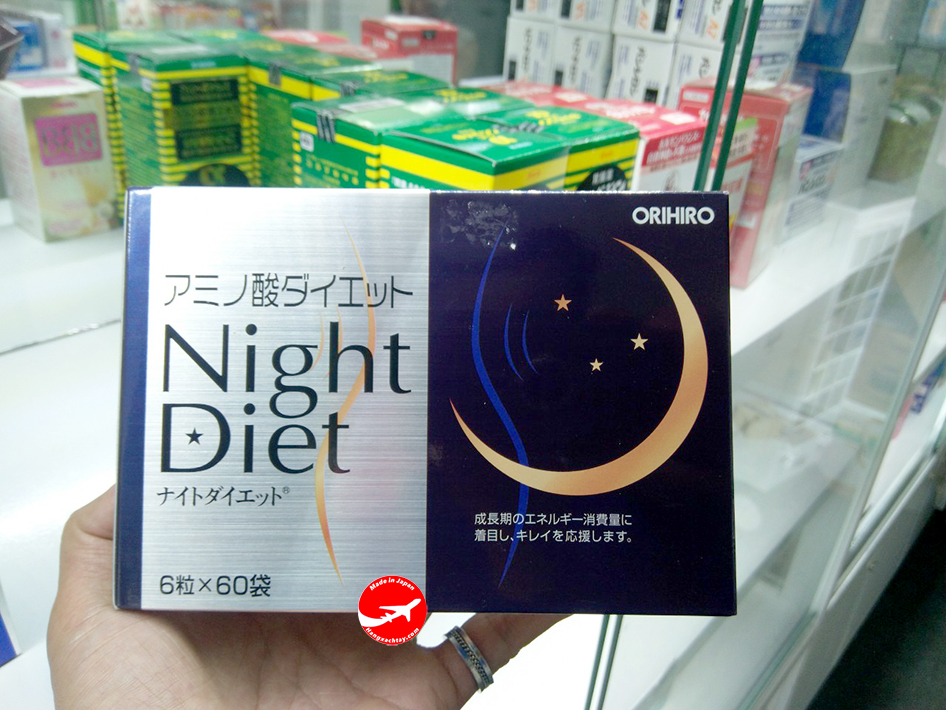 ORIHIRO
アミノ酸ダイエット
Night
Diet
ナイトダイエット®
成長期のエネルギー消費量に
着目し、キレイを応援します。
6粒×60袋
Made in Japan
Hangxachtay.com